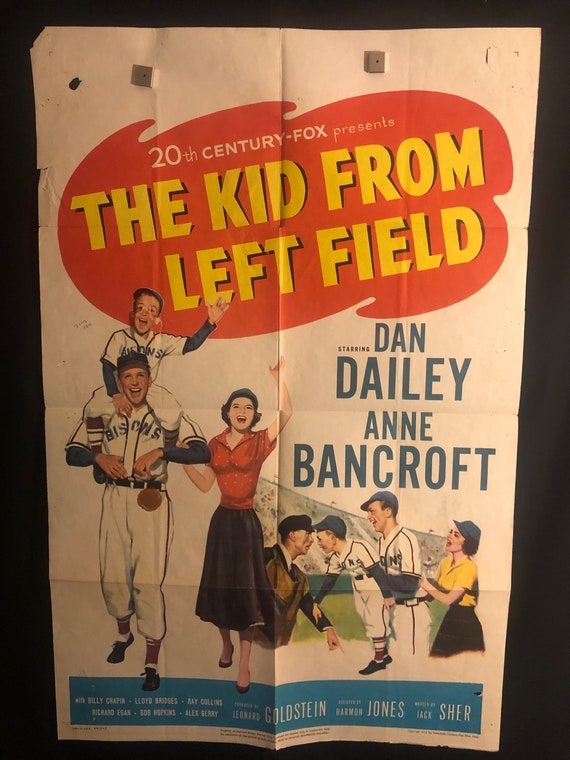 20th CENTURY-FOX presents
THE KID FROM
LEFT FIELD
STARRING
DAN
DAILEY
ANNE
BANCROFT
BISONS
BISONS
WITH BILLY CHAPIN • LLOYD BRIDGES • RAY COLLINS
RICHARD EGAN • BOB HOPKINS • ALEX GERRY
PRODUCED BY
LEONARD GOLDSTEIN
DIRECTED BY
HARMON JONES
WRITTEN BY
JACK SHER